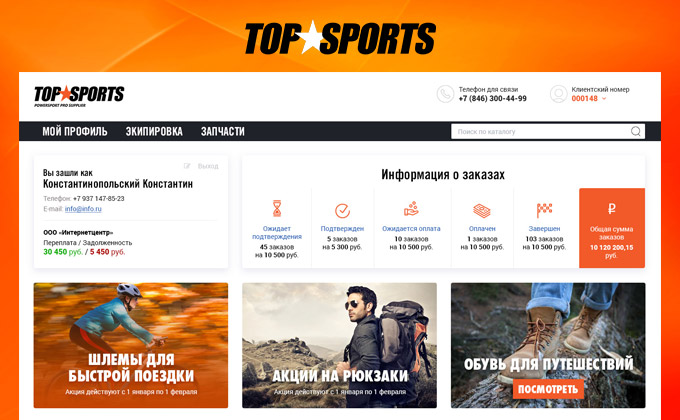 TOP SPORTS
TOP SPORTS
POWERSPORT PRO SUPPLIER
Телефон для связи
+7 (846) 300-44-99
Клиентский номер
000148
МОЙ ПРОФИЛЬ ЭКИПИРОВКА ЗАПЧАСТИ
Поиск по каталогу
Выход
Вы зашли как
Константинопольский Константин
Телефон: +7 937 147-85-23
E-mail: info@info.ru
ООО «Интернетцентр»
Переплата / Задолженность
30 450 руб. / 5 450 руб.
Информация о заказах
Ожидает
подтверждения
45 заказов
на 10 500 руб.
Подтвержден
5 заказов
на 5 300 руб.
Ожидается оплата
10 заказов
на 10 500 руб.
Оплачен
1 заказов
на 10 500 руб.
Завершен
103 заказов
на 10 500 руб.
₽
Общая сумма
заказов
10 120 200,15
руб.
ШЛЕМЫ ДЛЯ
БЫСТРОЙ ПОЕЗДКИ
Акция действуют с 1 января по 1 февраля
АКЦИИ НА РЮКЗАКИ
Акция действуют с 1 января по 1 февраля
ОБУВЬ ДЛЯ ПУТЕШЕСТВИЙ
ПОСМОТРЕТЬ